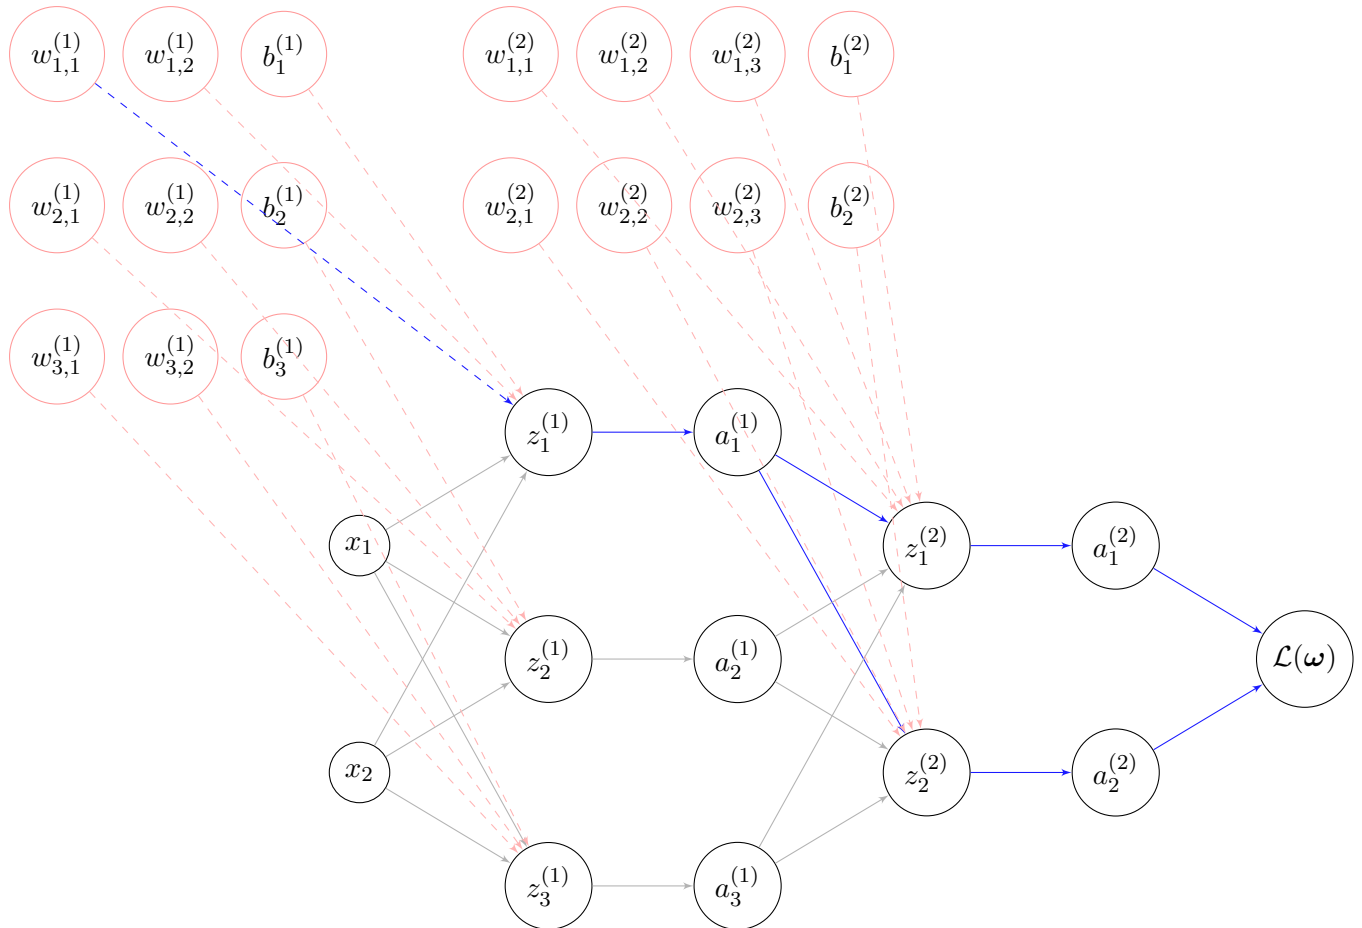 w_{1,1}^{(1)} w_{1,2}^{(1)} b_1^{(1)} w_{1,1}^{(2)} w_{1,2}^{(2)} w_{1,3}^{(2)} b_1^{(2)}
w_{2,1}^{(1)} w_{2,2}^{(1)} b_2^{(1)} w_{2,1}^{(2)} w_{2,2}^{(2)} w_{2,3}^{(2)} b_2^{(2)}
w_{3,1}^{(1)} w_{3,2}^{(1)} b_3^{(1)}
z_1^{(1)} a_1^{(1)}
x_1 z_1^{(2)} a_1^{(2)}
z_2^{(1)} a_2^{(1)} ℒ(ω)
x_2 z_2^{(2)} a_2^{(2)}
z_3^{(1)} a_3^{(1)}